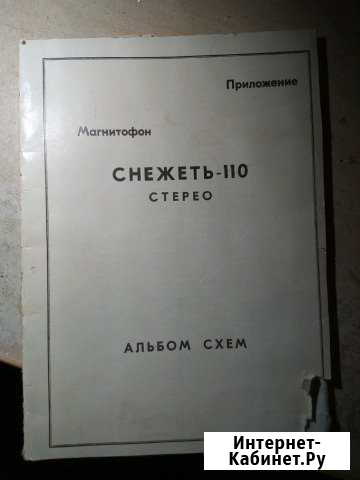 Приложение
Магнитофон
СНЕЖЕТЬ-110
СТЕРЕО
АЛЬБОМ СХЕМ
Интернет-
Кабинет.Ру